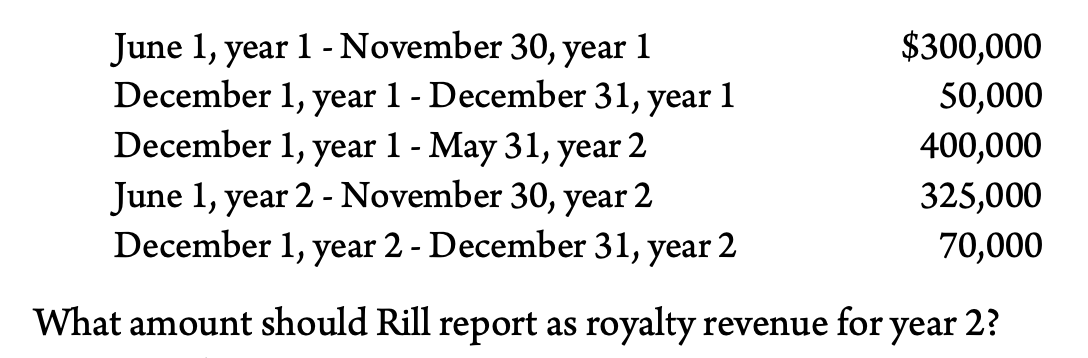 June 1, year 1 - November 30, year 1 $300,000
December 1, year 1 - December 31, year 1 50,000
December 1, year 1 - May 31, year 2 400,000
June 1, year 2 - November 30, year 2 325,000
December 1, year 2 - December 31, year 2 70,000
What amount should Rill report as royalty revenue for year 2?